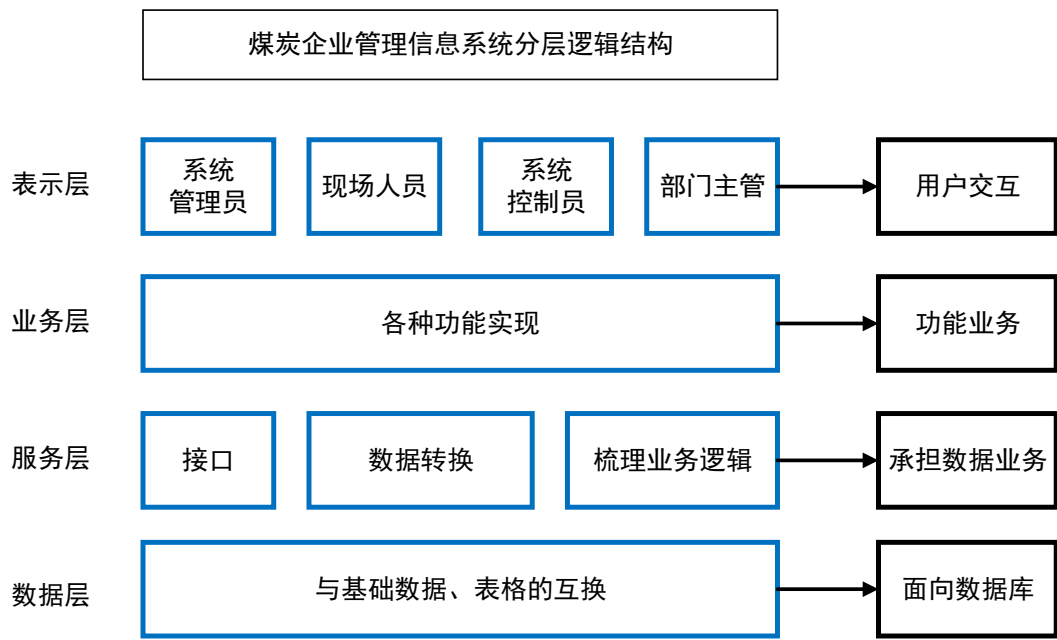 煤炭企业管理信息系统分层逻辑结构
表示层
系统
管理员
现场人员
系统
控制员
部门主管
用户交互
业务层
各种功能实现
功能业务
服务层
接口
数据转换
梳理业务逻辑
承担数据业务
数据层
与基础数据、表格的互换
面向数据库